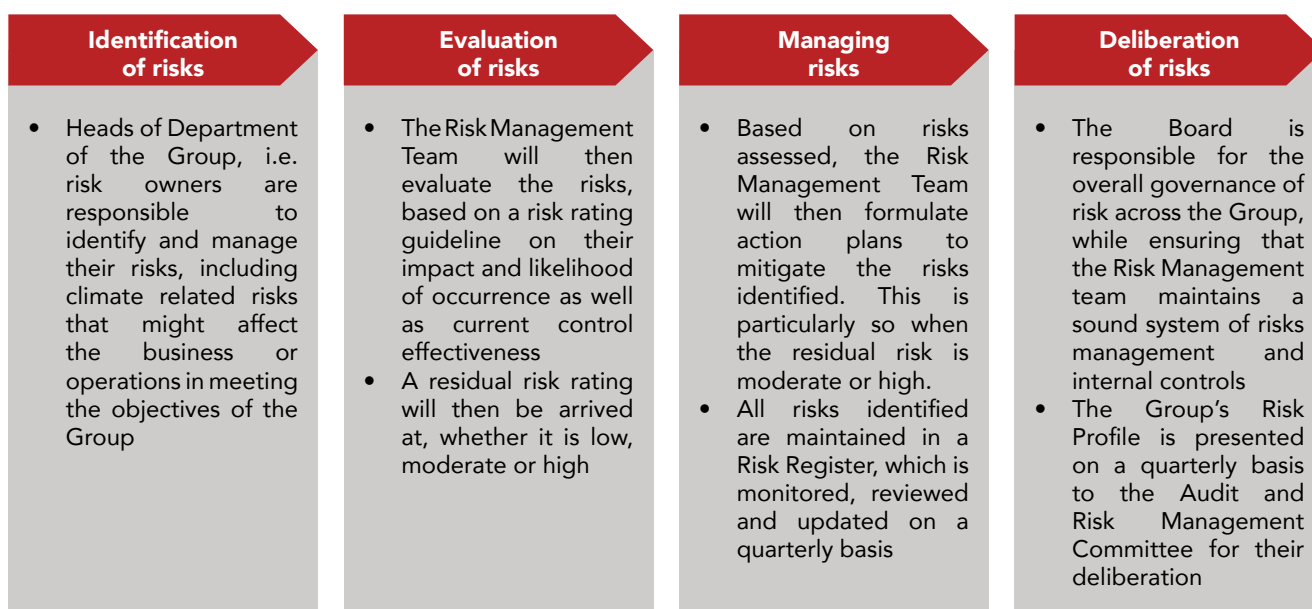 Identification
of risks
• Heads of Department
of the Group, i.e.
risk owners are
responsible to
identify and manage
their risks, including
climate related risks
that might affect
the business or
operations in meeting
the objectives of the
Group
Evaluation
of risks
• The Risk Management
Team will then
evaluate the risks,
based on a risk rating
guideline on their
impact and likelihood
of occurrence as well
as current control
effectiveness
• A residual risk rating
will then be arrived
at, whether it is low,
moderate or high
Managing
risks
• Based on risks
assessed, the Risk
Management Team
will then formulate
action plans to
mitigate the risks
identified. This is
particularly so when
the residual risk is
moderate or high.
• All risks identified
are maintained in a
Risk Register, which is
monitored, reviewed
and updated on a
quarterly basis
Deliberation
of risks
• The Board is
responsible for the
overall governance of
risk across the Group,
while ensuring that
the Risk Management
team maintains a
sound system of risks
management and
internal controls
• The Group’s Risk
Profile is presented
on a quarterly basis
to the Audit and
Risk Management
Committee for their
deliberation